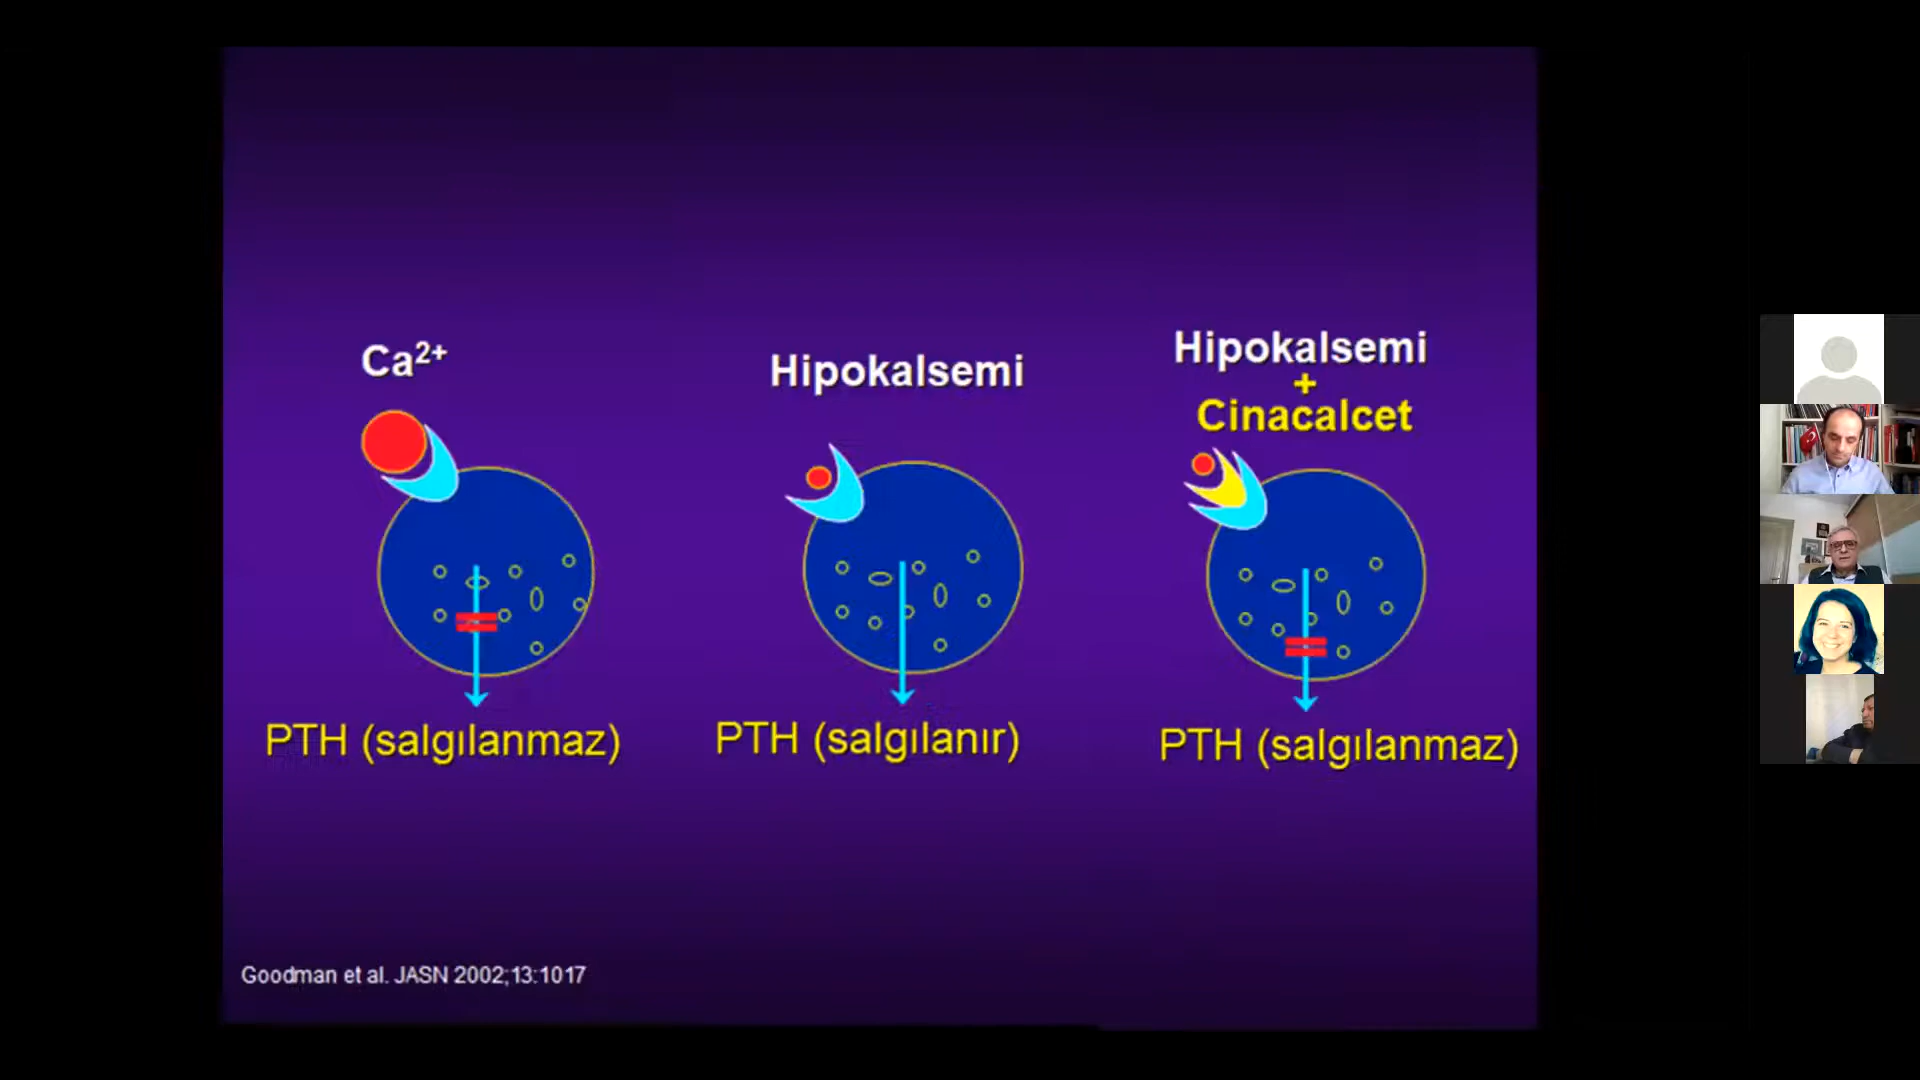 Ca2+
Hipokalsemi
Hipokalsemi
+
Cinacalcet
PTH (salgılanmaz)
PTH (salgılanır)
PTH (salgılanmaz)
Goodman et al. JASN 2002;13:1017